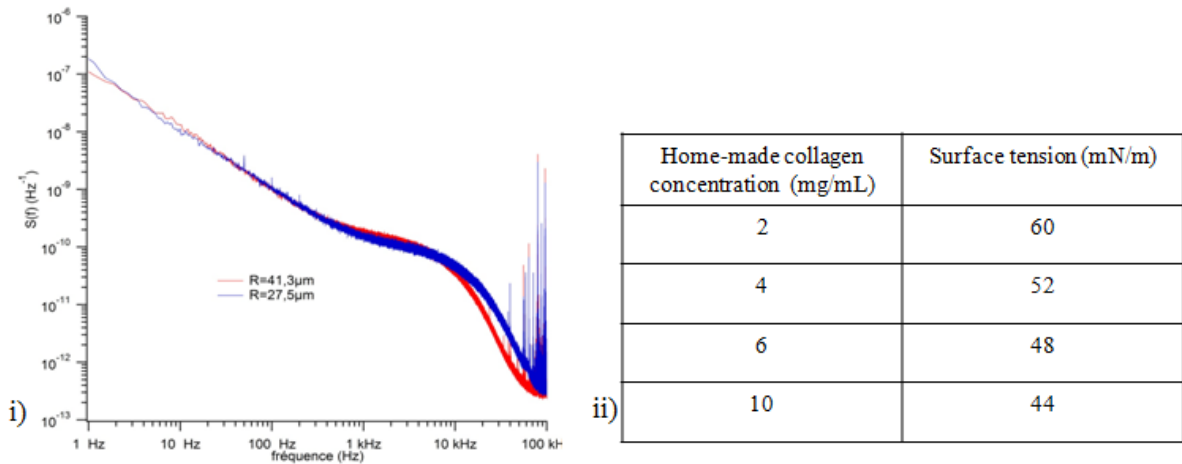 10⁻⁶
10⁻⁷
10⁻⁸
10⁻⁹
10⁻¹⁰
10⁻¹¹
10⁻¹²
10⁻¹³
S(f) (Hz⁻¹)
R=41,3µm
R=27,5µm
1 Hz
10 Hz
100 Hz
1 kHz
10 kHz
100 kH
fréquence (Hz)
i)
ii)
Home-made collagen concentration (mg/mL)
Surface tension (mN/m)
2 60
4 52
6 48
10 44